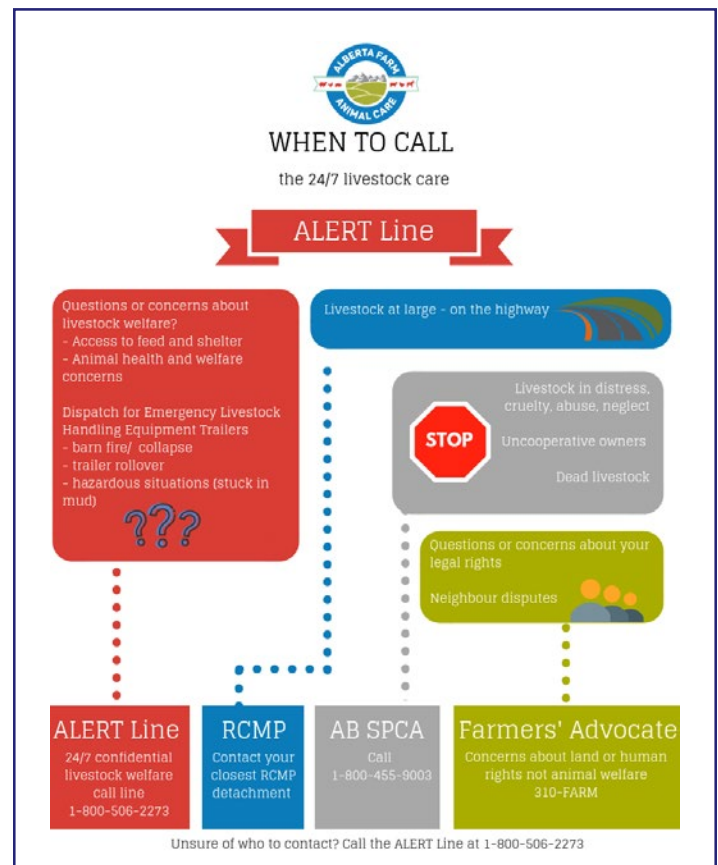 ALBERTA FARM
ANIMAL CARE
WHEN TO CALL
the 24/7 livestock care
ALERT Line
Questions or concerns about
livestock welfare?
- Access to feed and shelter
- Animal health and welfare
concerns
Dispatch for Emergency Livestock
Handling Equipment Trailers
- barn fire/ collapse
- trailer rollover
- hazardous situations (stuck in
mud)
???
Livestock at large - on the highway
Livestock in distress,
cruelty, abuse, neglect
STOP
Uncooperative owners
Dead livestock
Questions or concerns about your
legal rights
Neighbour disputes
ALERT Line
24/7 confidential
livestock welfare
call line
1-800-506-2273
RCMP
Contact your
closest RCMP
detachment
AB SPCA
Call
1-800-455-9003
Farmers' Advocate
Concerns about land or human
rights not animal welfare
310-FARM
Unsure of who to contact? Call the ALERT Line at 1-800-506-2273